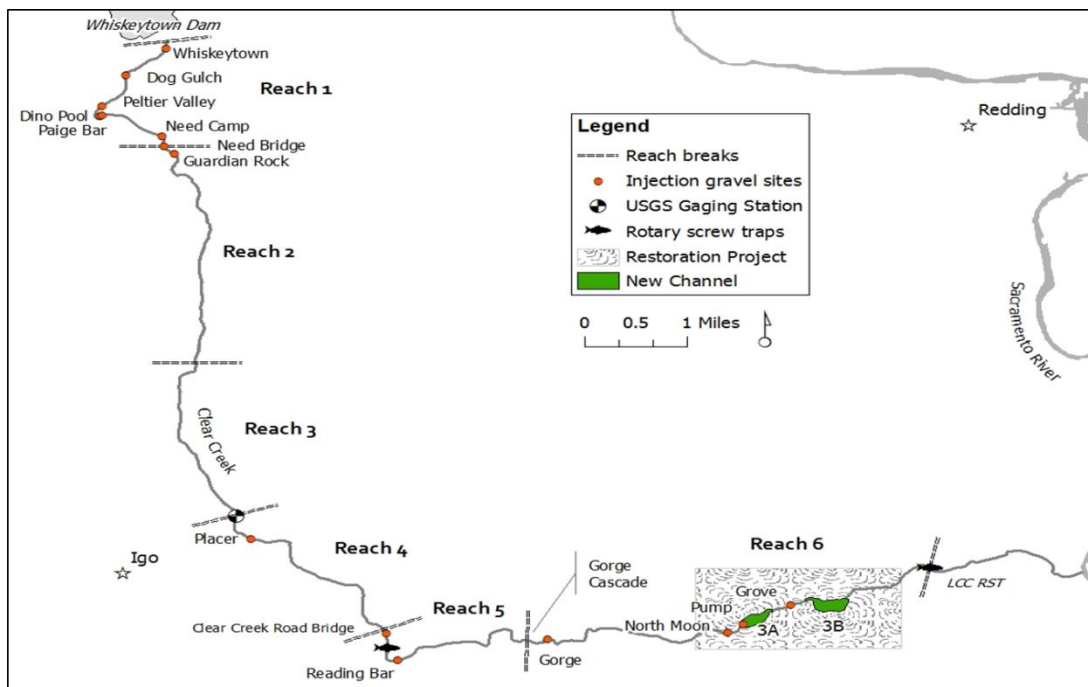 Whiskeytown Dam
Whiskeytown
Dog Gulch
Reach 1
Peltier Valley
Dino Pool
Paige Bar
Need Camp
Need Bridge
Guardian Rock
Redding
Legend
Reach breaks
Injection gravel sites
USGS Gaging Station
Rotary screw traps
Restoration Project
New Channel
0 0.5 1 Miles
Reach 2
Sacramento River
Reach 3
Clear Creek
Placer
Igo
Reach 4
Reach 5
Clear Creek Road Bridge
Reading Bar
Gorge
Cascade
Gorge
Reach 6
Grove
Pump
North Moon
3A
3B
LCC RST